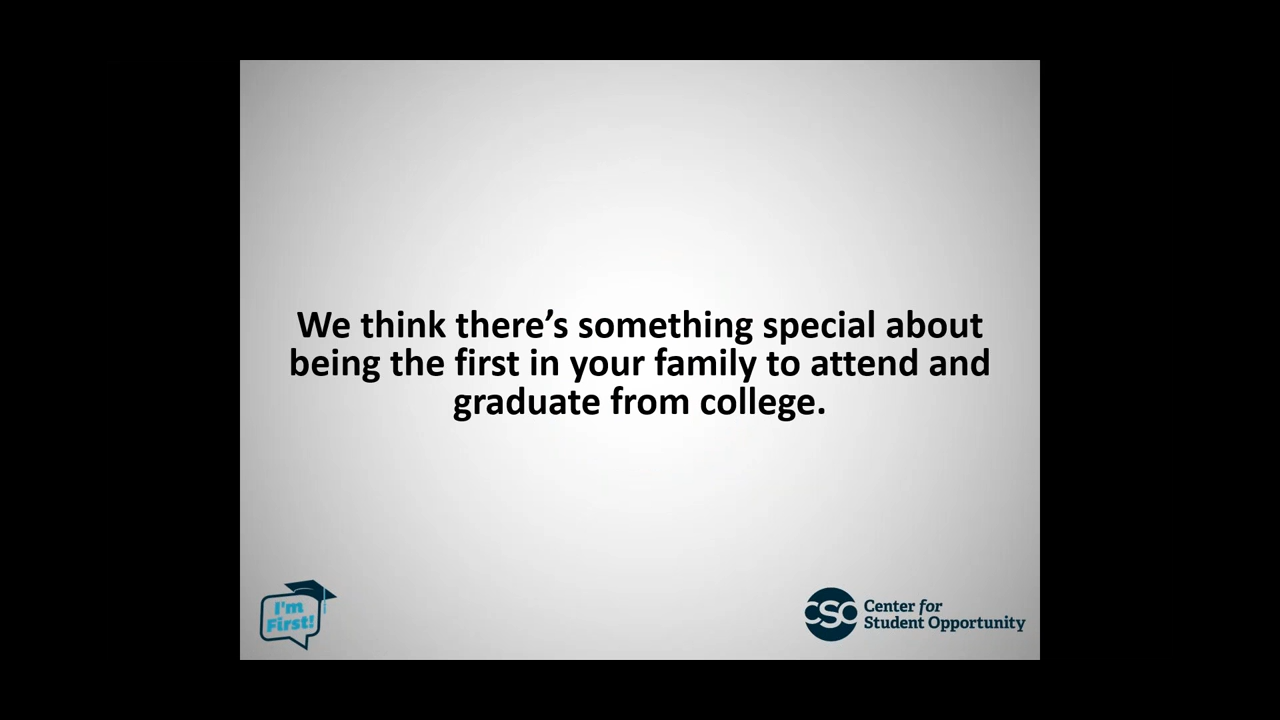 We think there’s something special about
being the first in your family to attend and
graduate from college.
I'm
First!
CSO
Center for
Student Opportunity